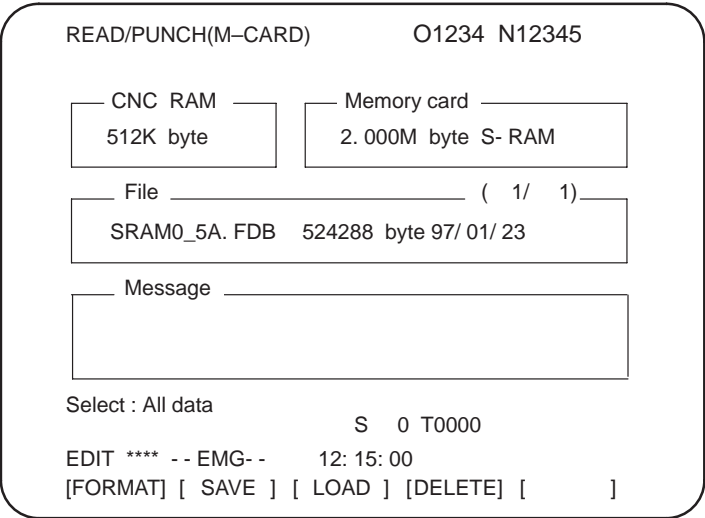 READ/PUNCH(M–CARD) O1234 N12345
CNC RAM Memory card
512K byte 2. 000M byte S- RAM
File ( 1/ 1)
SRAM0_5A. FDB 524288 byte 97/ 01/ 23
Message
Select : All data
S 0 T0000
EDIT **** - - EMG- - 12: 15: 00
[FORMAT] [ SAVE ] [ LOAD ] [DELETE] [ ]